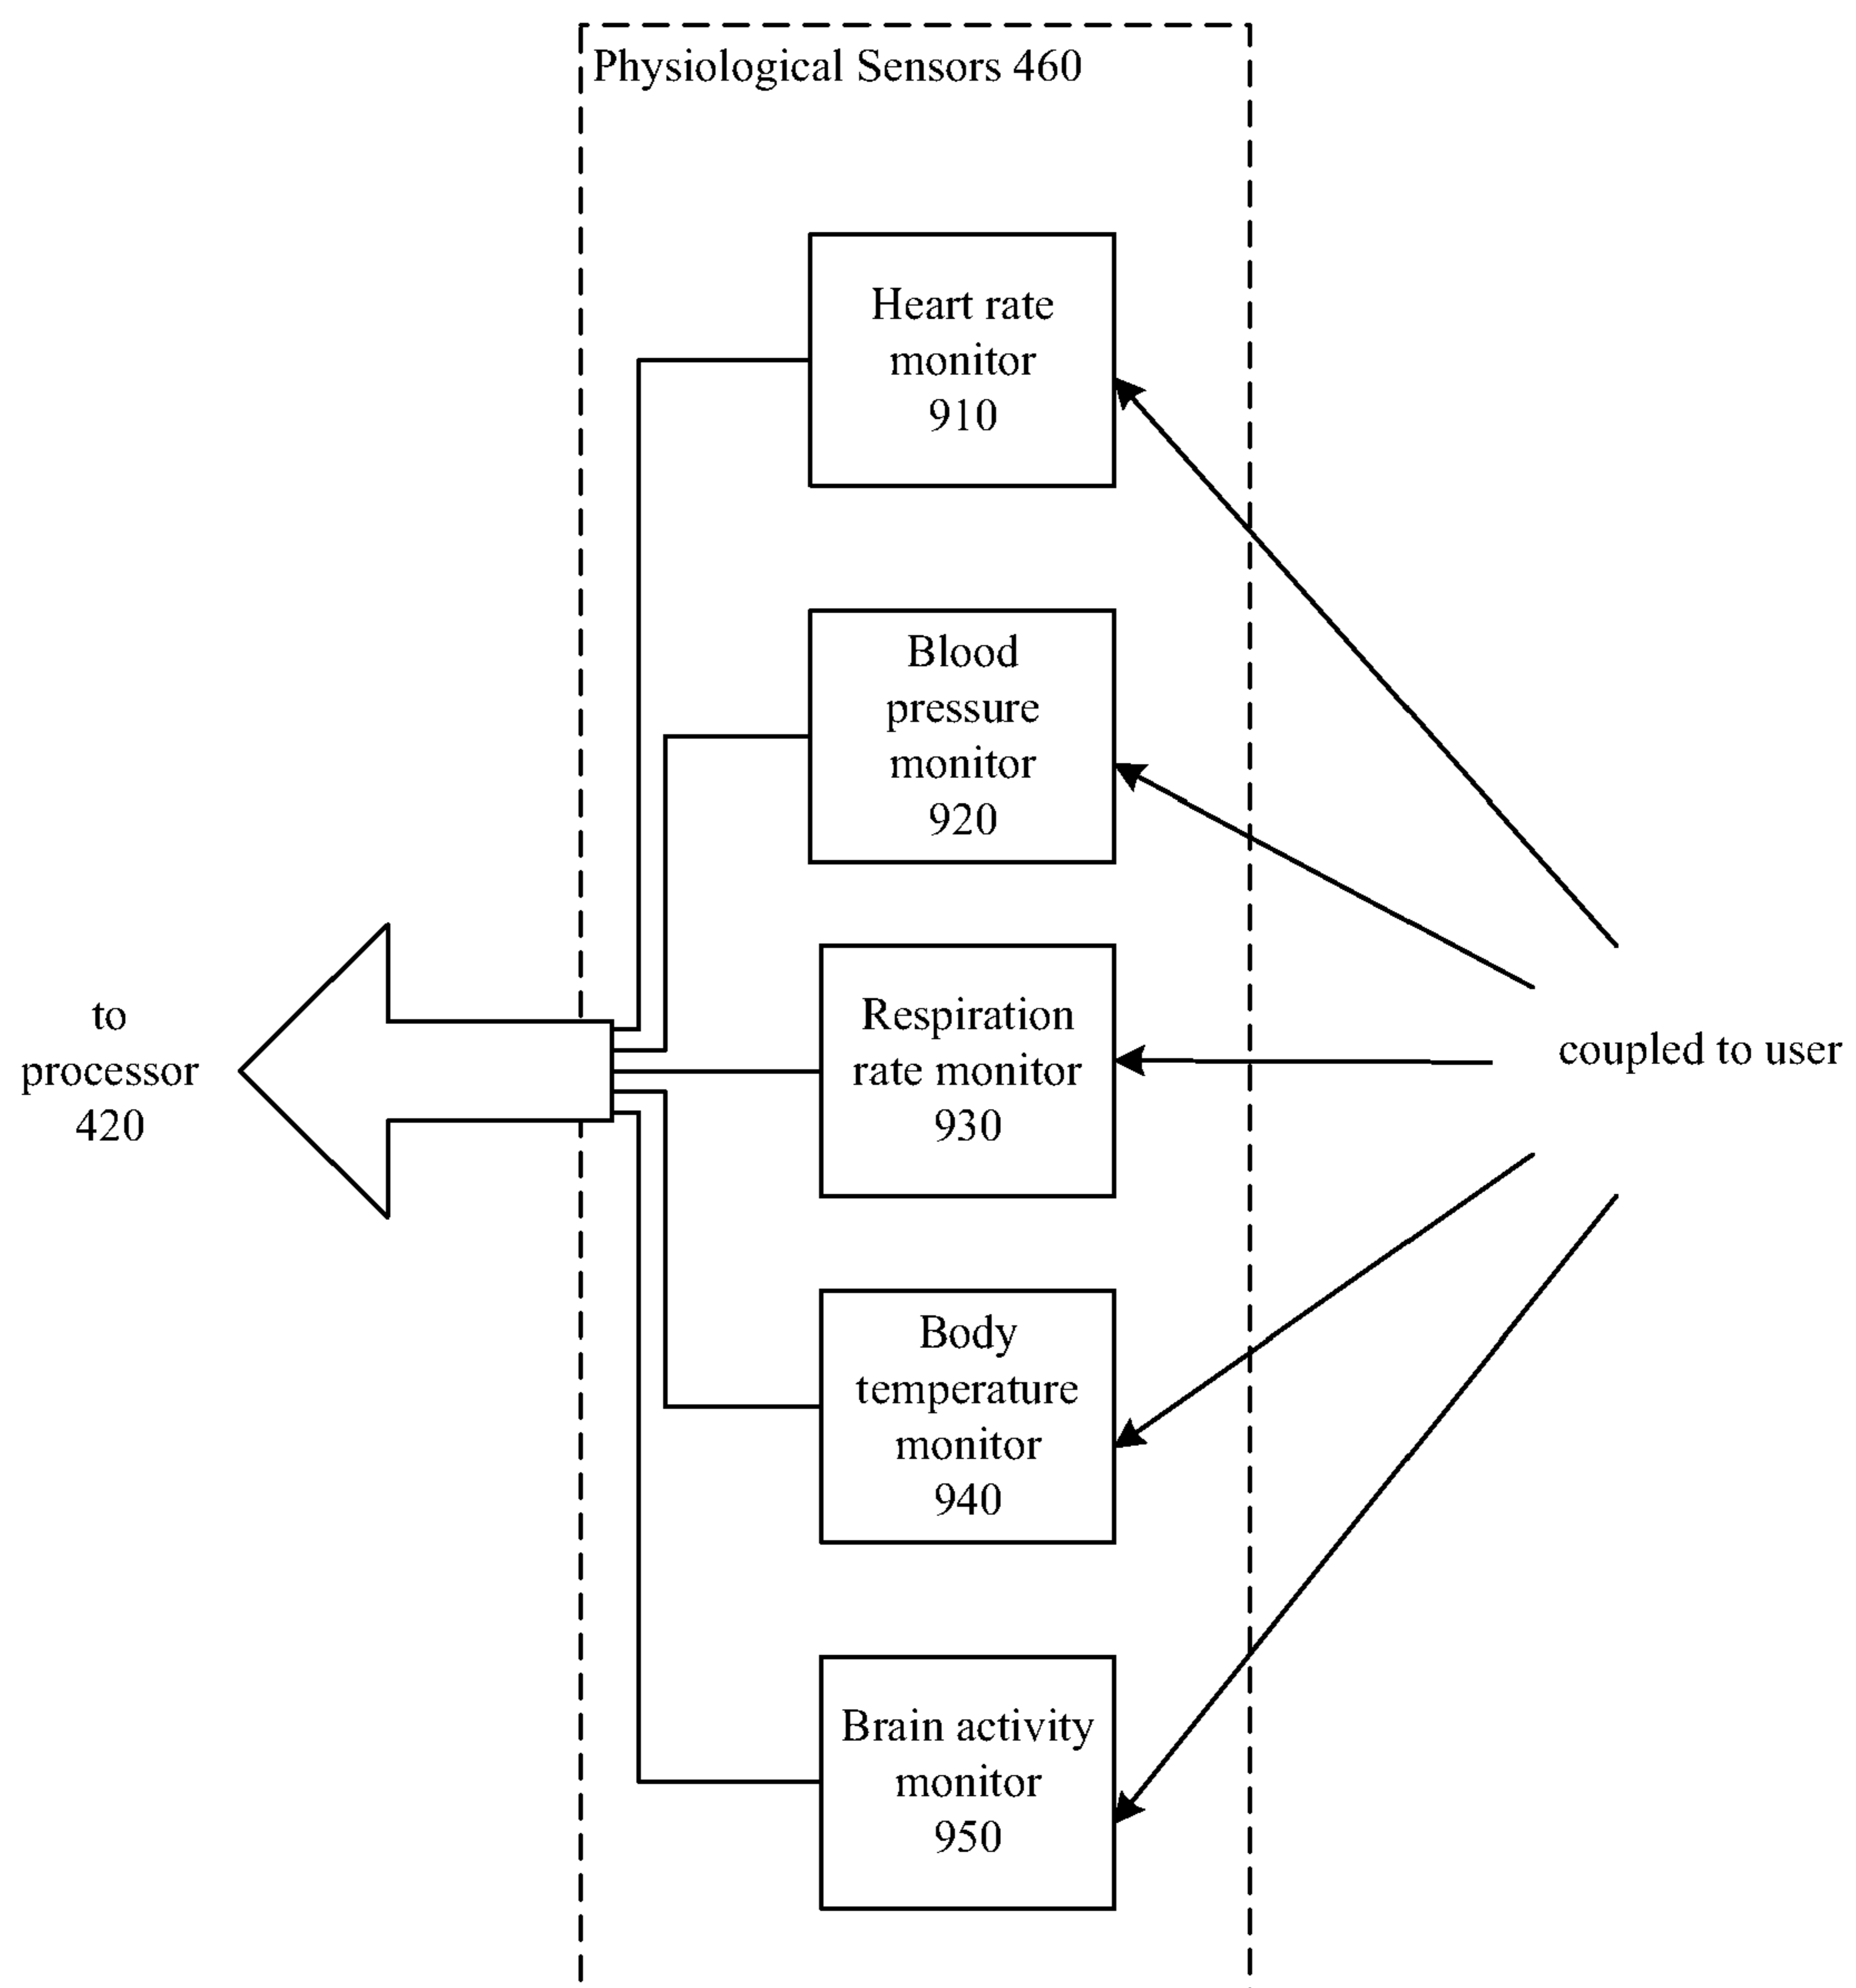 Physiological Sensors 460
Heart rate
monitor
910
Blood
pressure
monitor
920
to
processor
420
Respiration
rate monitor
930
coupled to user
Body
temperature
monitor
940
Brain activity
monitor
950